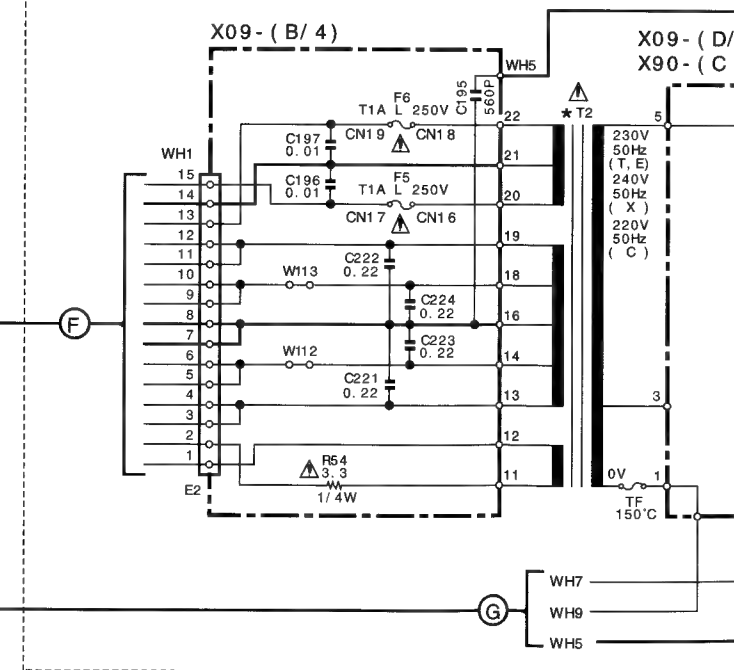 X09-(B/4)
X09-(D/
X90-(C
WH5
C195
560P
T2
F6
T1A L 250V
CN19
CN18
C197
0.01
C196
0.01
F5
T1A L 250V
CN17
CN16
WH1
15
14
13
12
11
10
9
8
7
6
5
4
3
2
1
E2
F
C222
0.22
W113
C224
0.22
C223
0.22
W112
C221
0.22
R54
3.3
1/4W
22
21
20
19
18
16
14
13
12
11
5
230V
50Hz
(T,E)
240V
50Hz
(X)
220V
50Hz
(C)
3
0V
1
TF
150°C
G
WH7
WH9
WH5